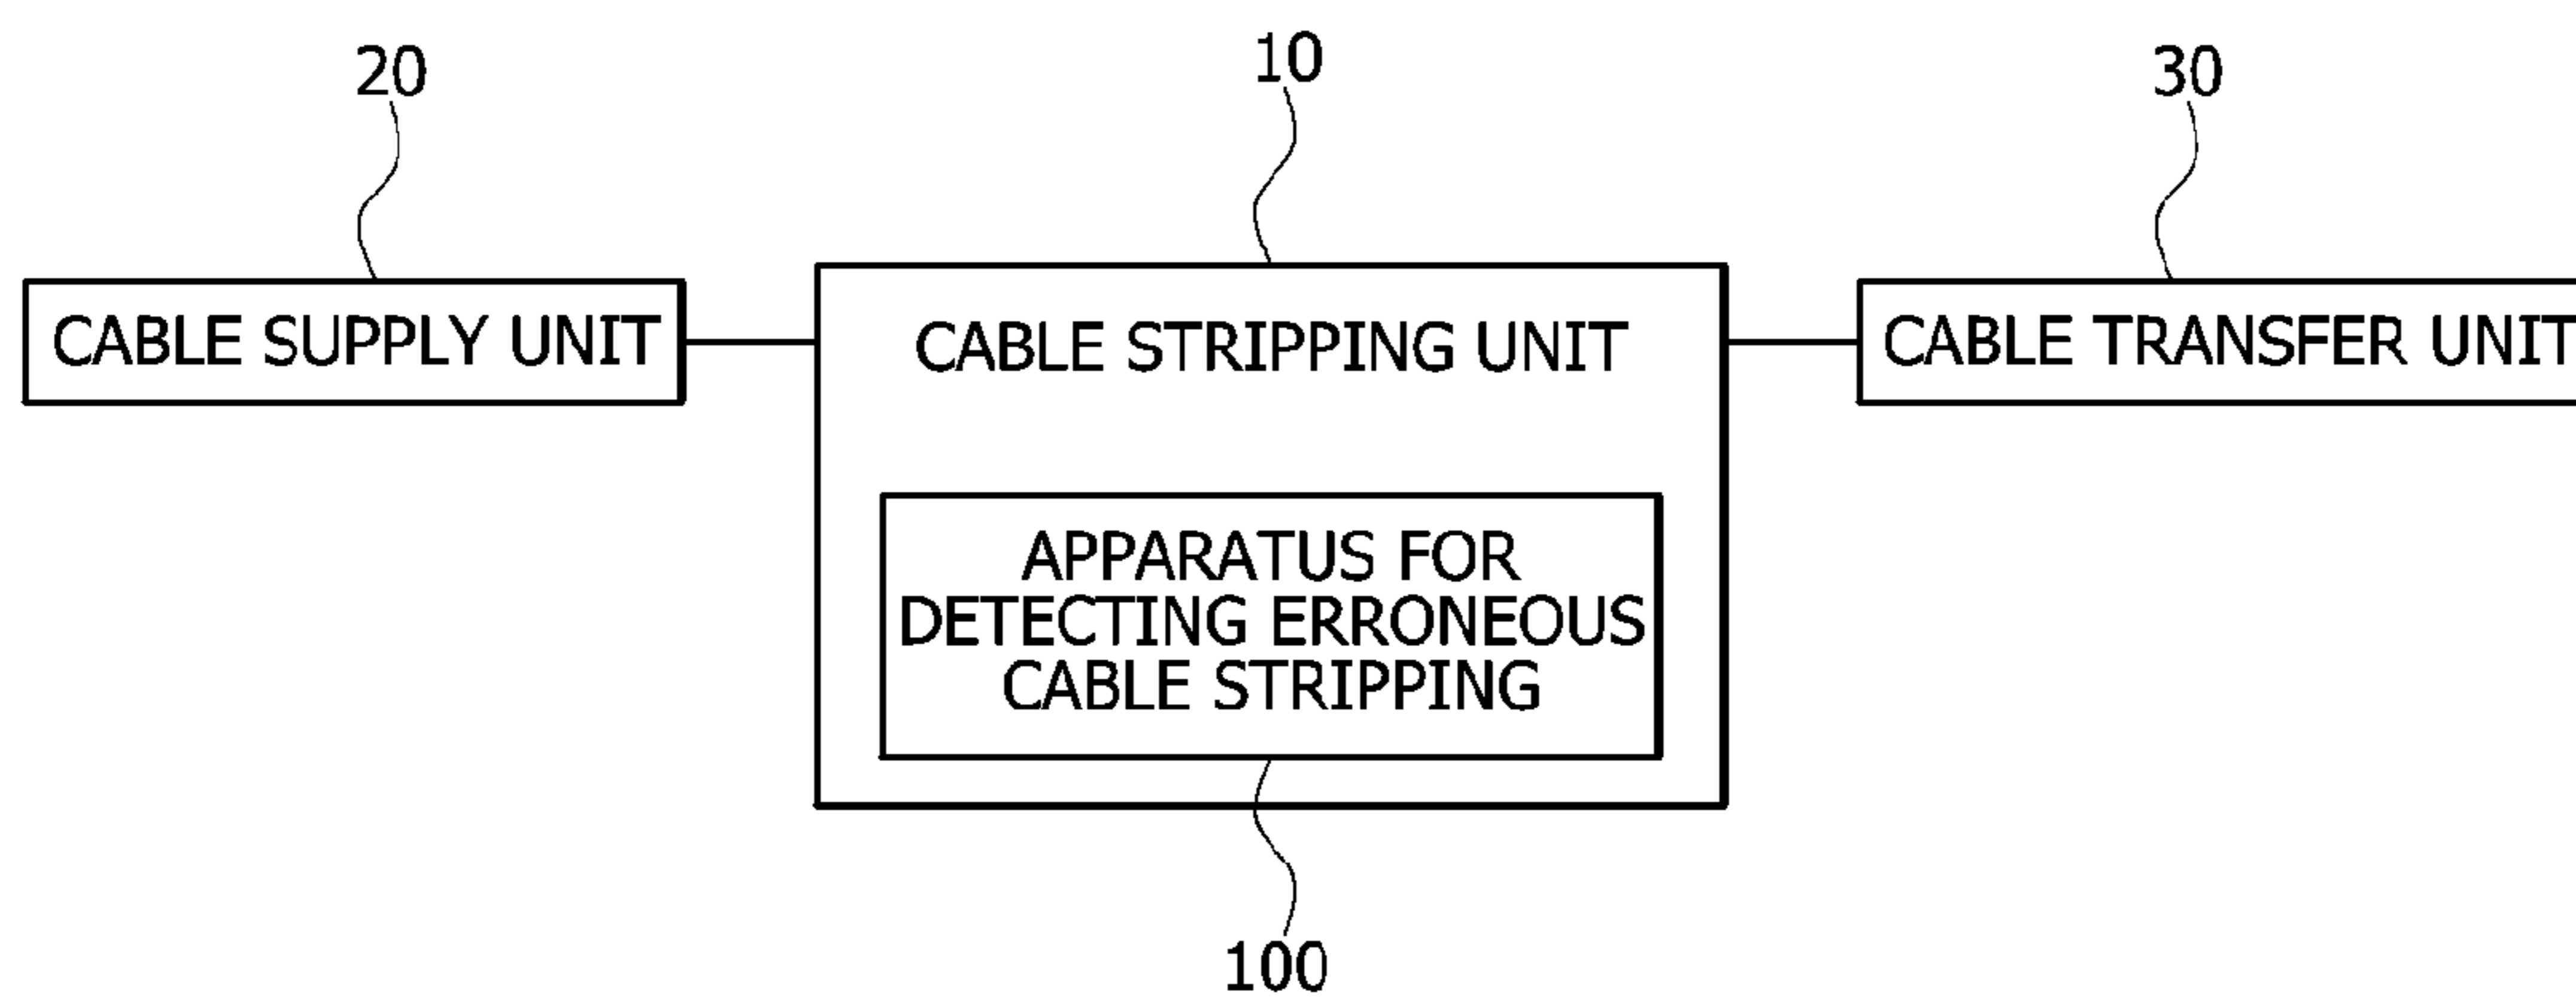 20
10
30
CABLE SUPPLY UNIT
CABLE STRIPPING UNIT
CABLE TRANSFER UNIT
APPARATUS FOR
DETECTING ERRONEOUS
CABLE STRIPPING
100